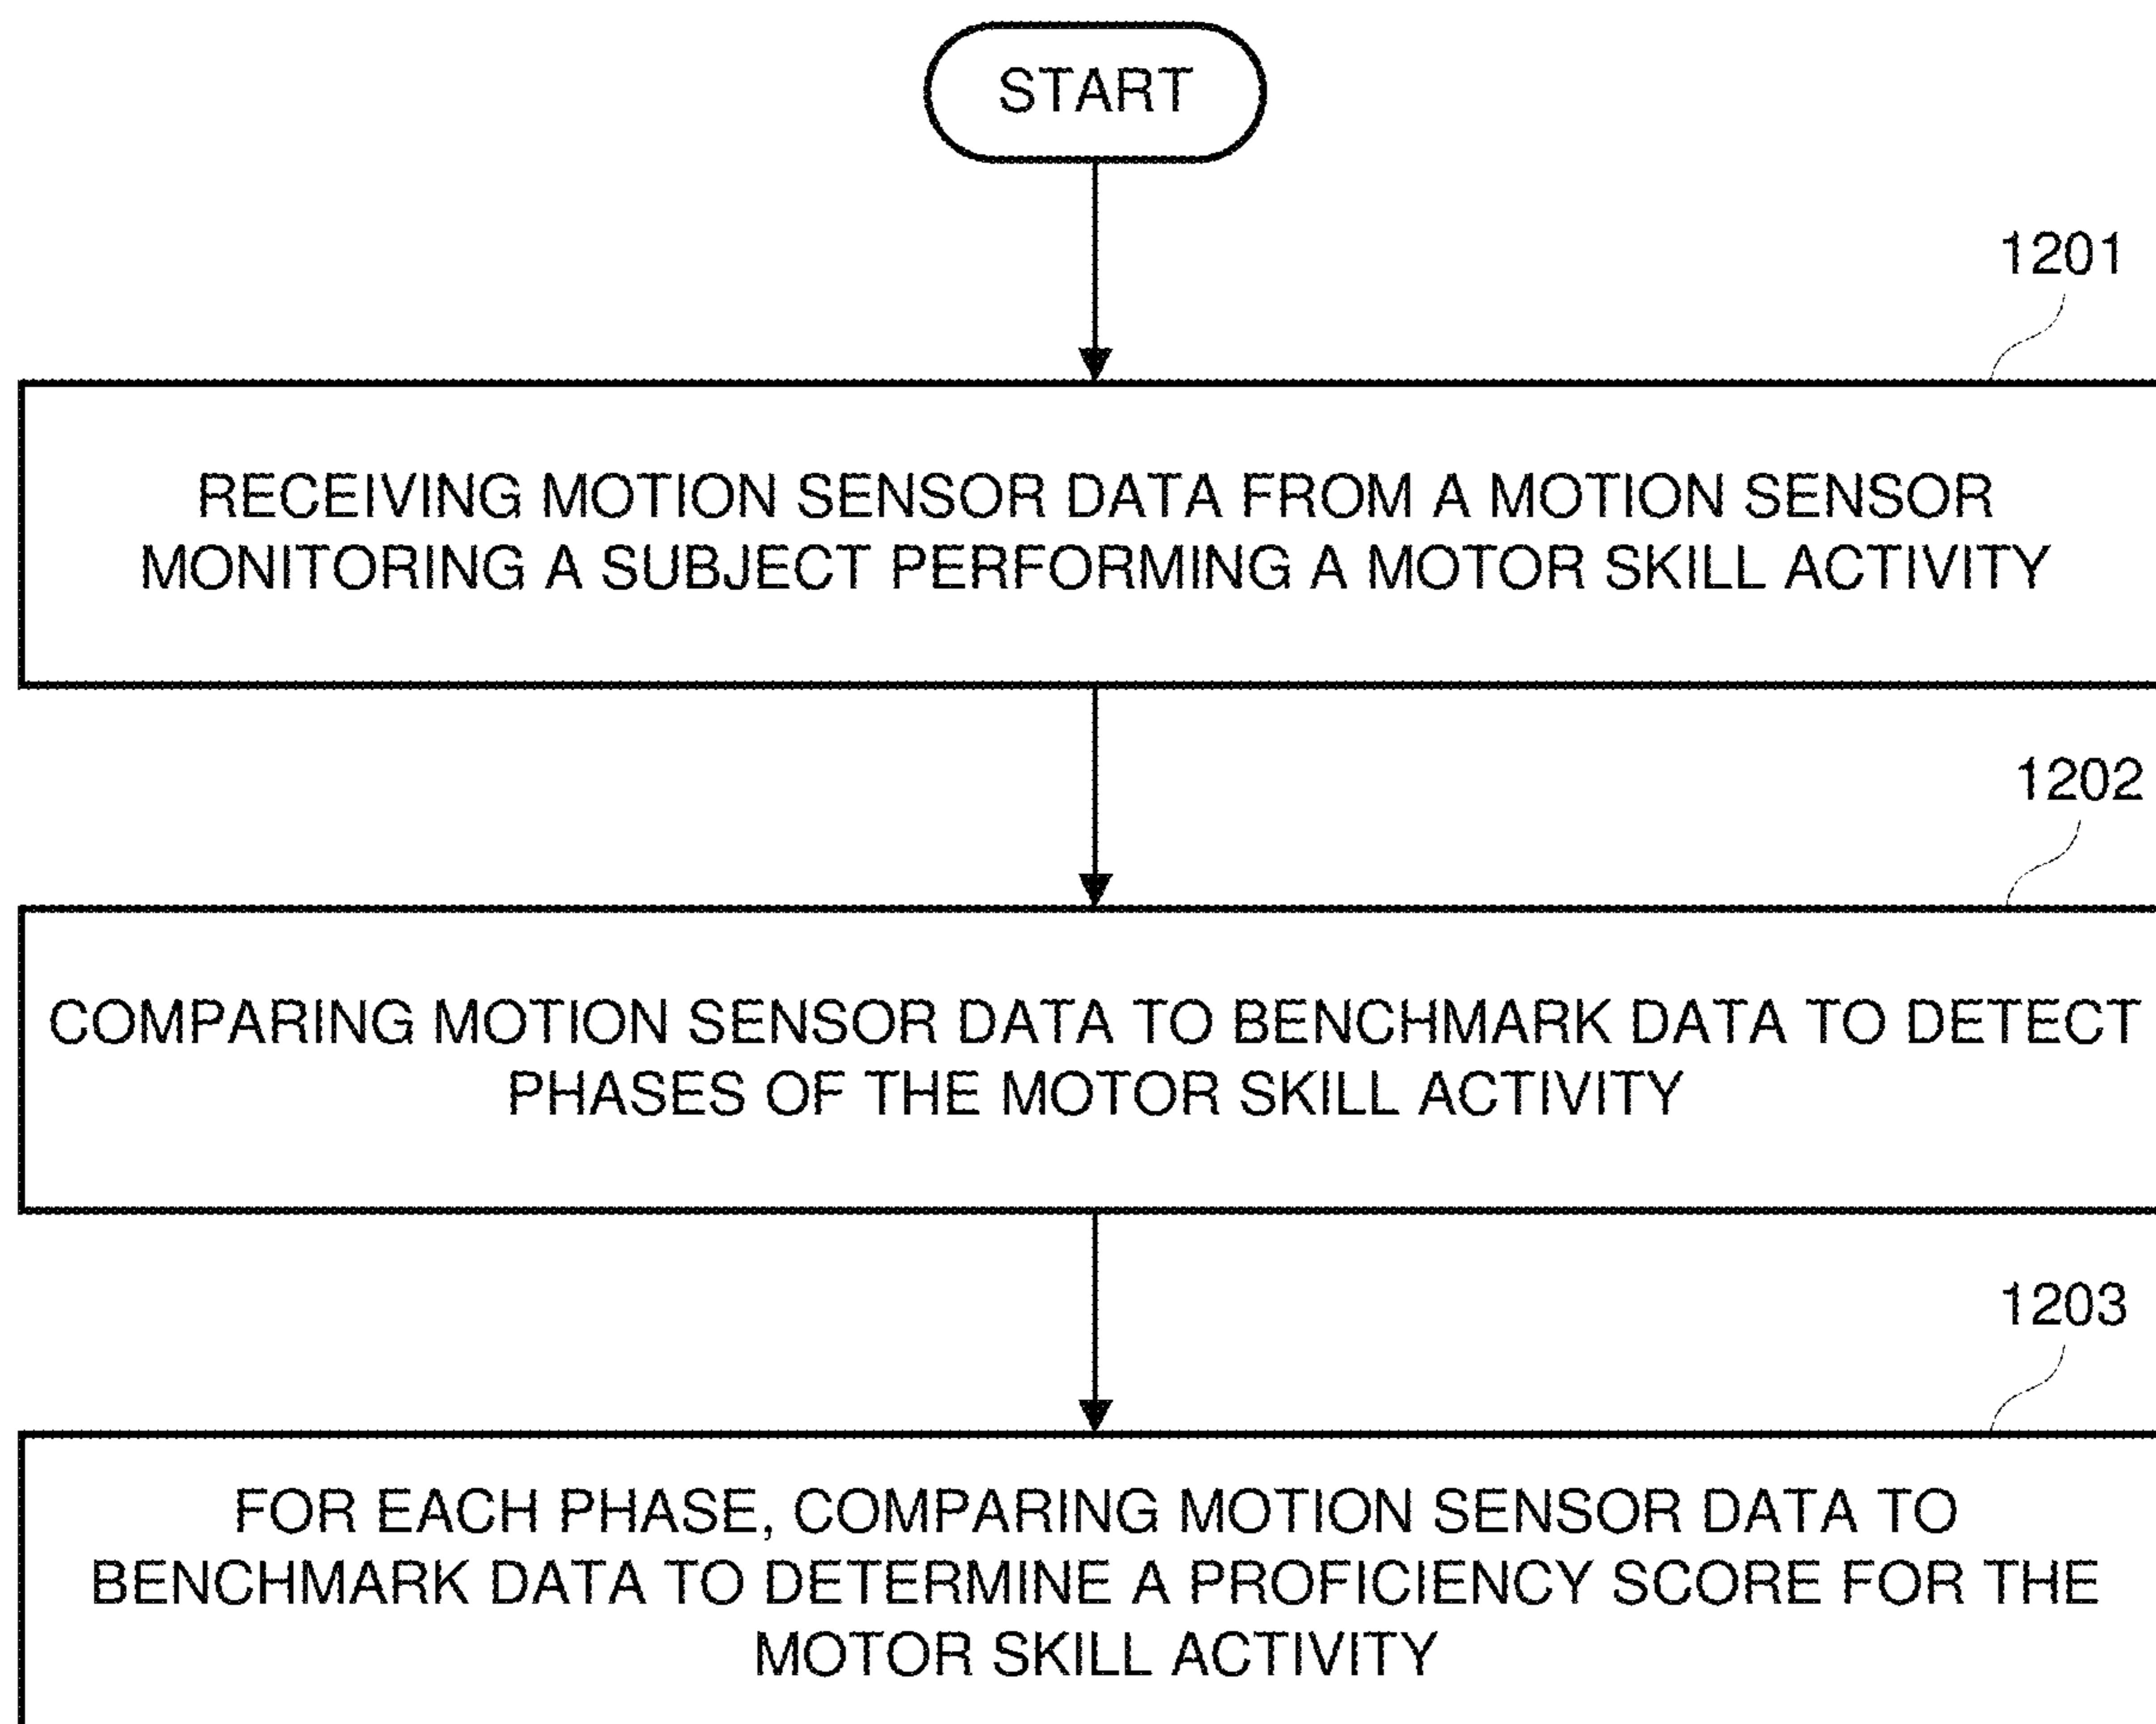 START
1201
RECEIVING MOTION SENSOR DATA FROM A MOTION SENSOR
MONITORING A SUBJECT PERFORMING A MOTOR SKILL ACTIVITY
1202
COMPARING MOTION SENSOR DATA TO BENCHMARK DATA TO DETECT
PHASES OF THE MOTOR SKILL ACTIVITY
1203
FOR EACH PHASE, COMPARING MOTION SENSOR DATA TO
BENCHMARK DATA TO DETERMINE A PROFICIENCY SCORE FOR THE
MOTOR SKILL ACTIVITY